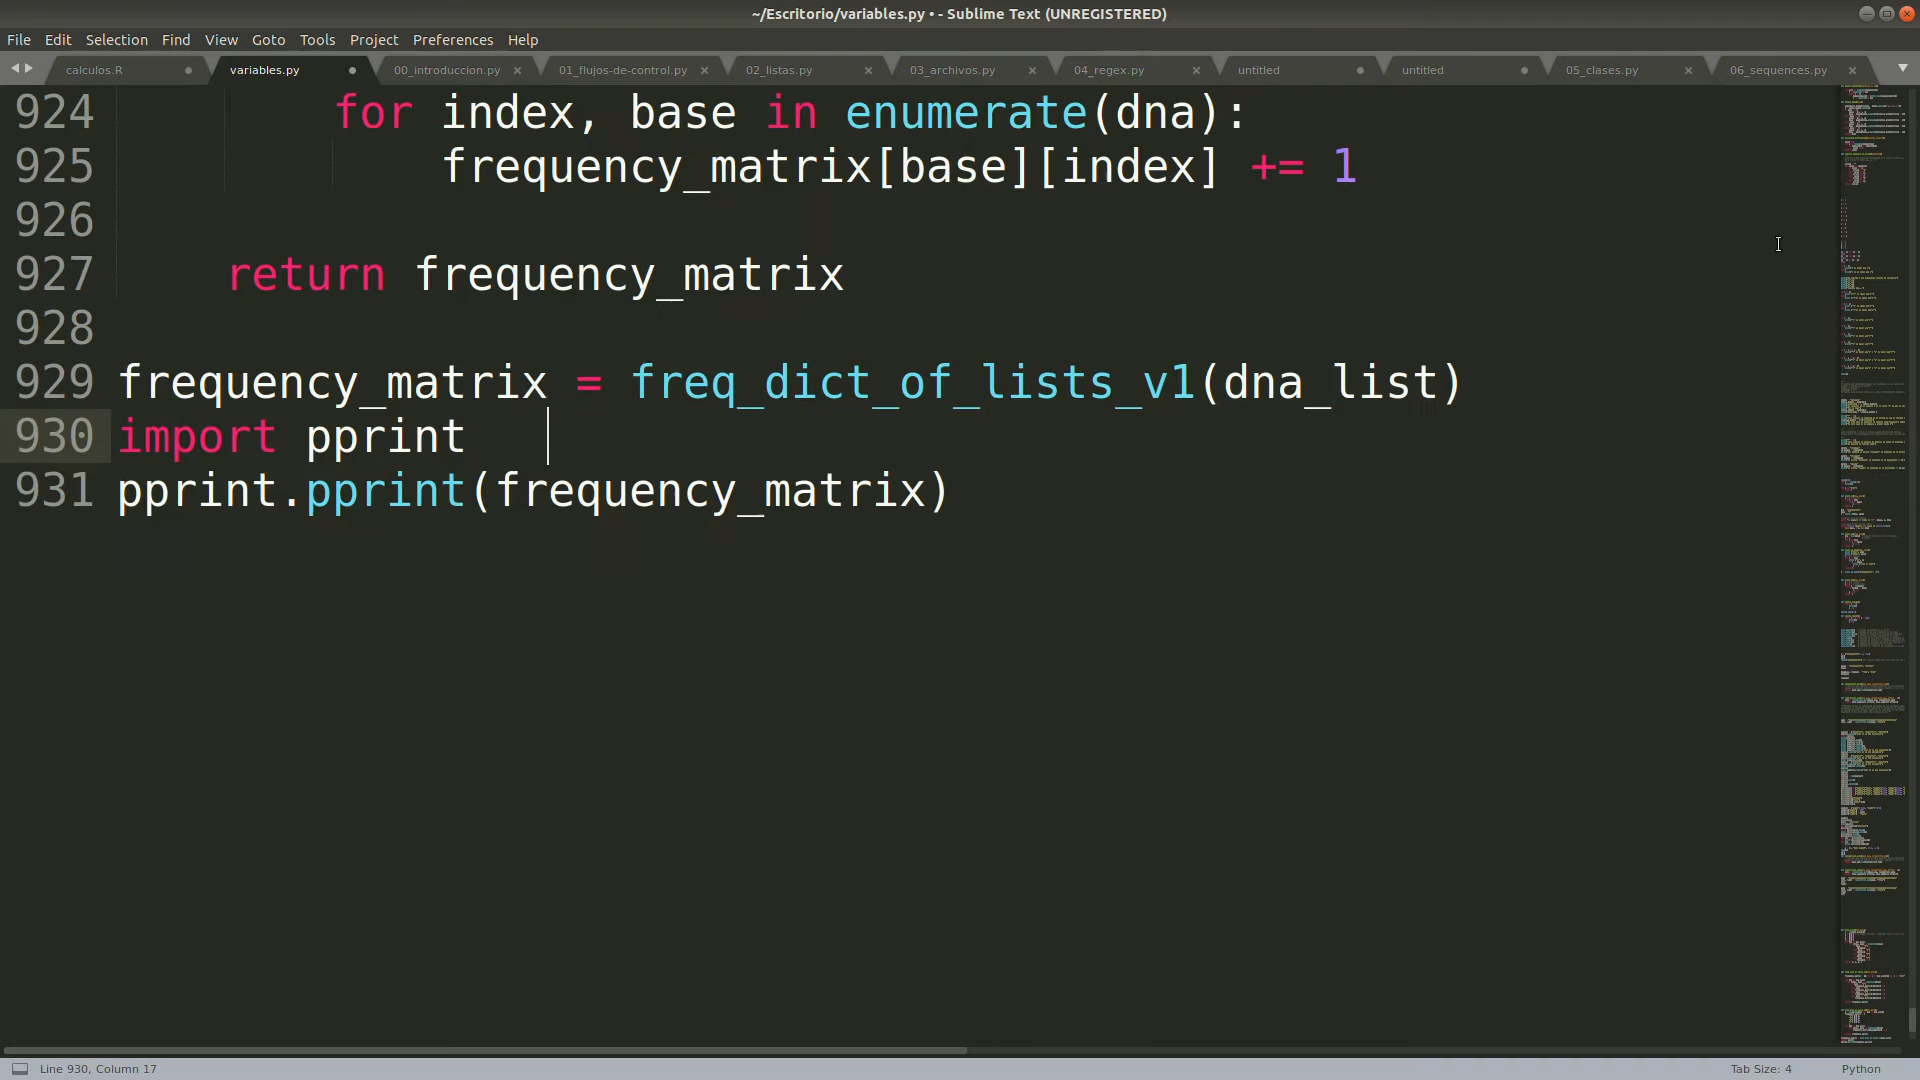 ~/Escritorio/variables.py • - Sublime Text (UNREGISTERED)
File Edit Selection Find View Goto Tools Project Preferences Help
calculos.R variables.py 00_introduccion.py 01_flujos-de-control.py 02_listas.py 03_archivos.py 04_regex.py untitled untitled 05_clases.py 06_sequences.py
924 for index, base in enumerate(dna):
925 frequency_matrix[base][index] += 1
926
927 return frequency_matrix
928
929 frequency_matrix = freq_dict_of_lists_v1(dna_list)
930 import pprint
931 pprint.pprint(frequency_matrix)
Line 930, Column 17 Tab Size: 4 Python